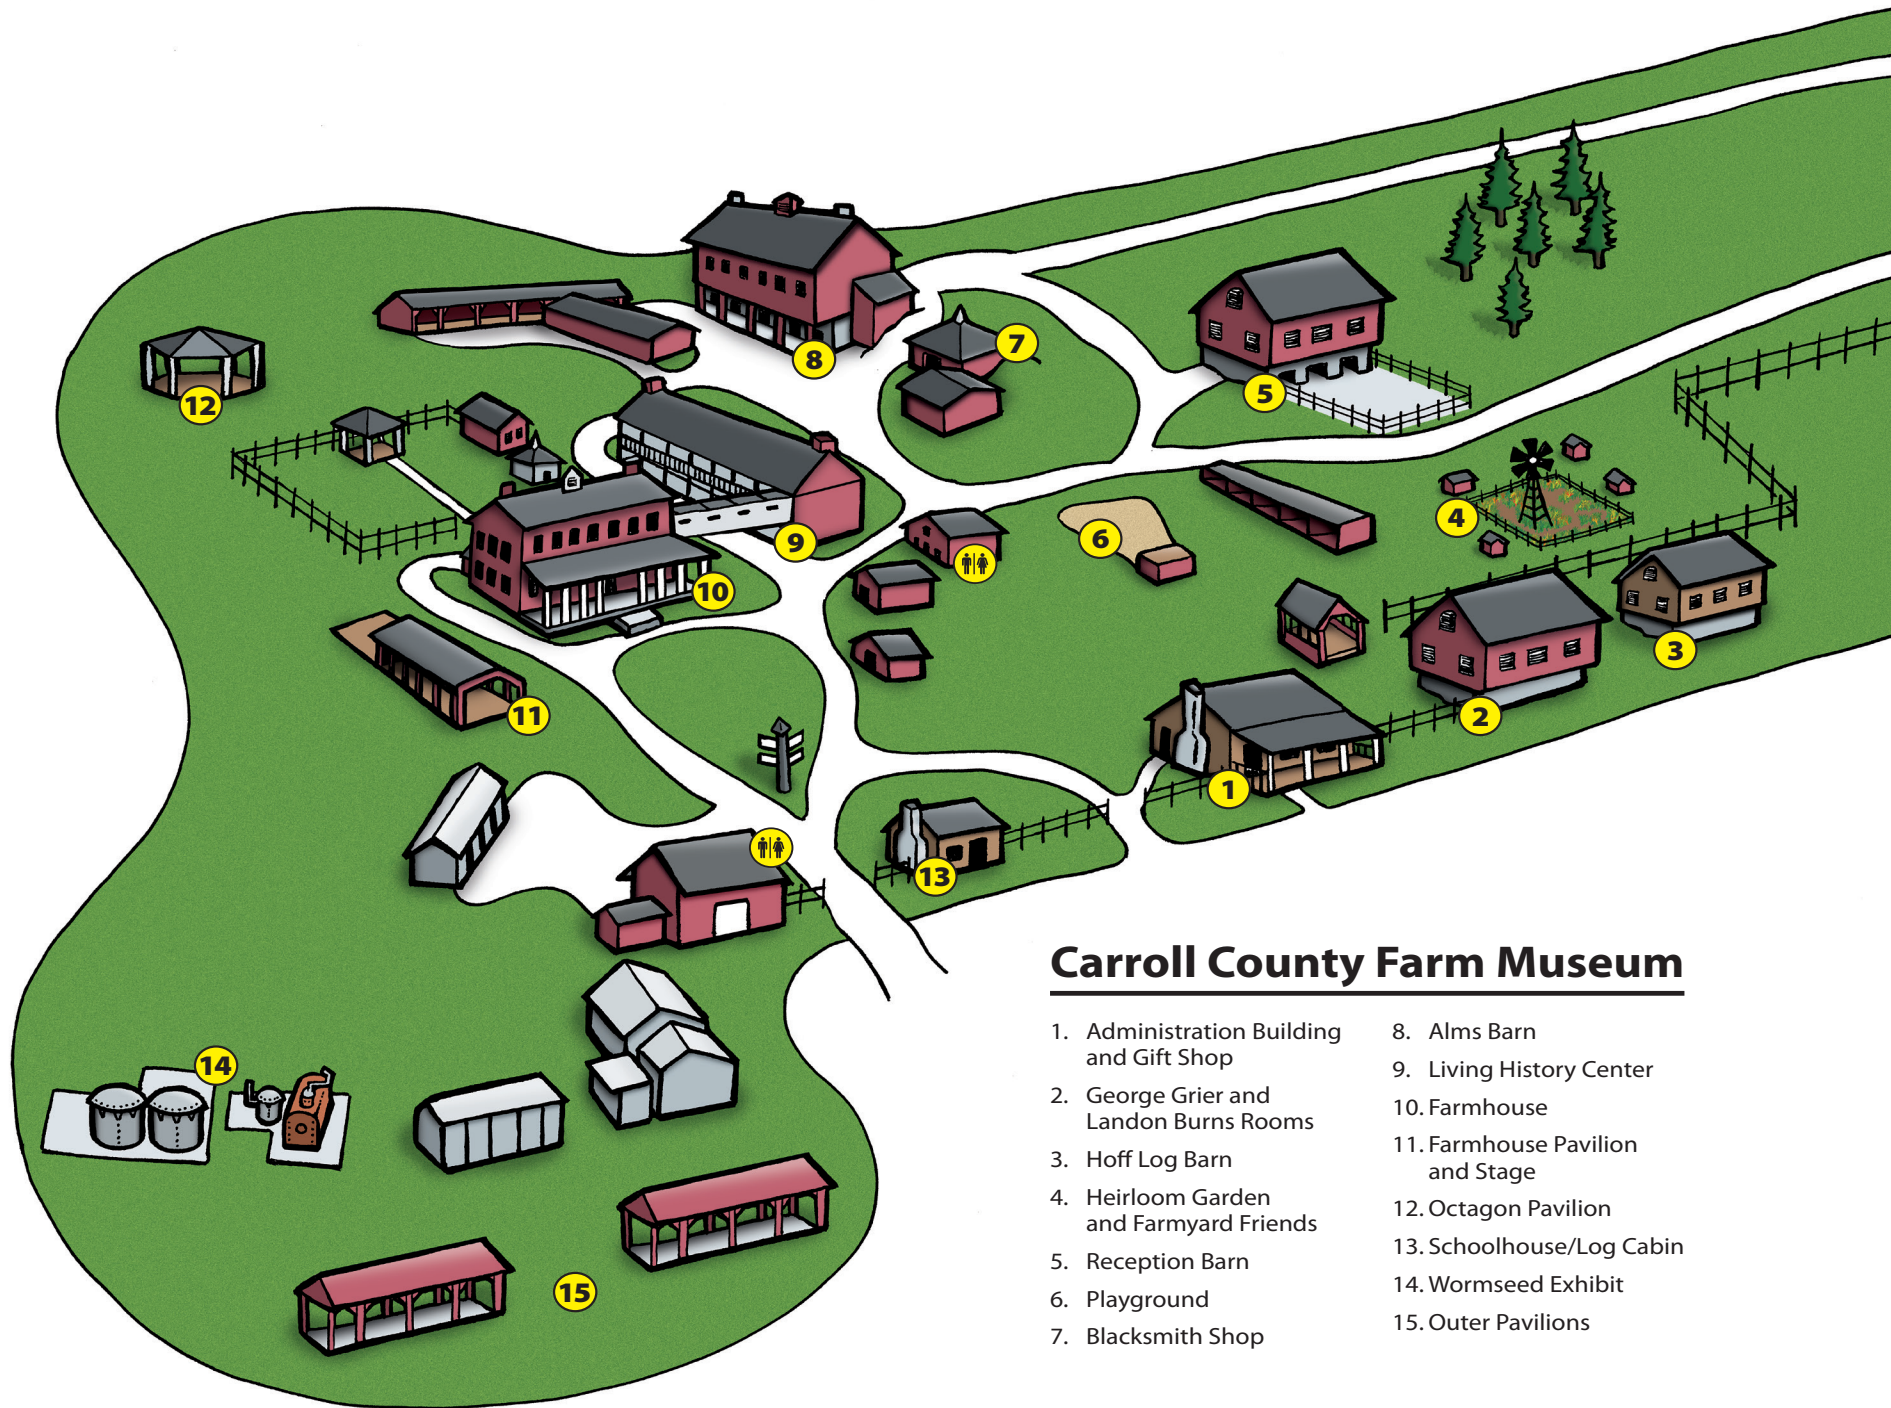 8
7
12
5
4
9
6
10
3
11
2
1
13
14
15
Carroll County Farm Museum
1. Administration Building
and Gift Shop
2. George Grier and
Landon Burns Rooms
3. Hoff Log Barn
4. Heirloom Garden
and Farmyard Friends
5. Reception Barn
6. Playground
7. Blacksmith Shop
8. Alms Barn
9. Living History Center
10. Farmhouse
11. Farmhouse Pavilion
and Stage
12. Octagon Pavilion
13. Schoolhouse/Log Cabin
14. Wormseed Exhibit
15. Outer Pavilions